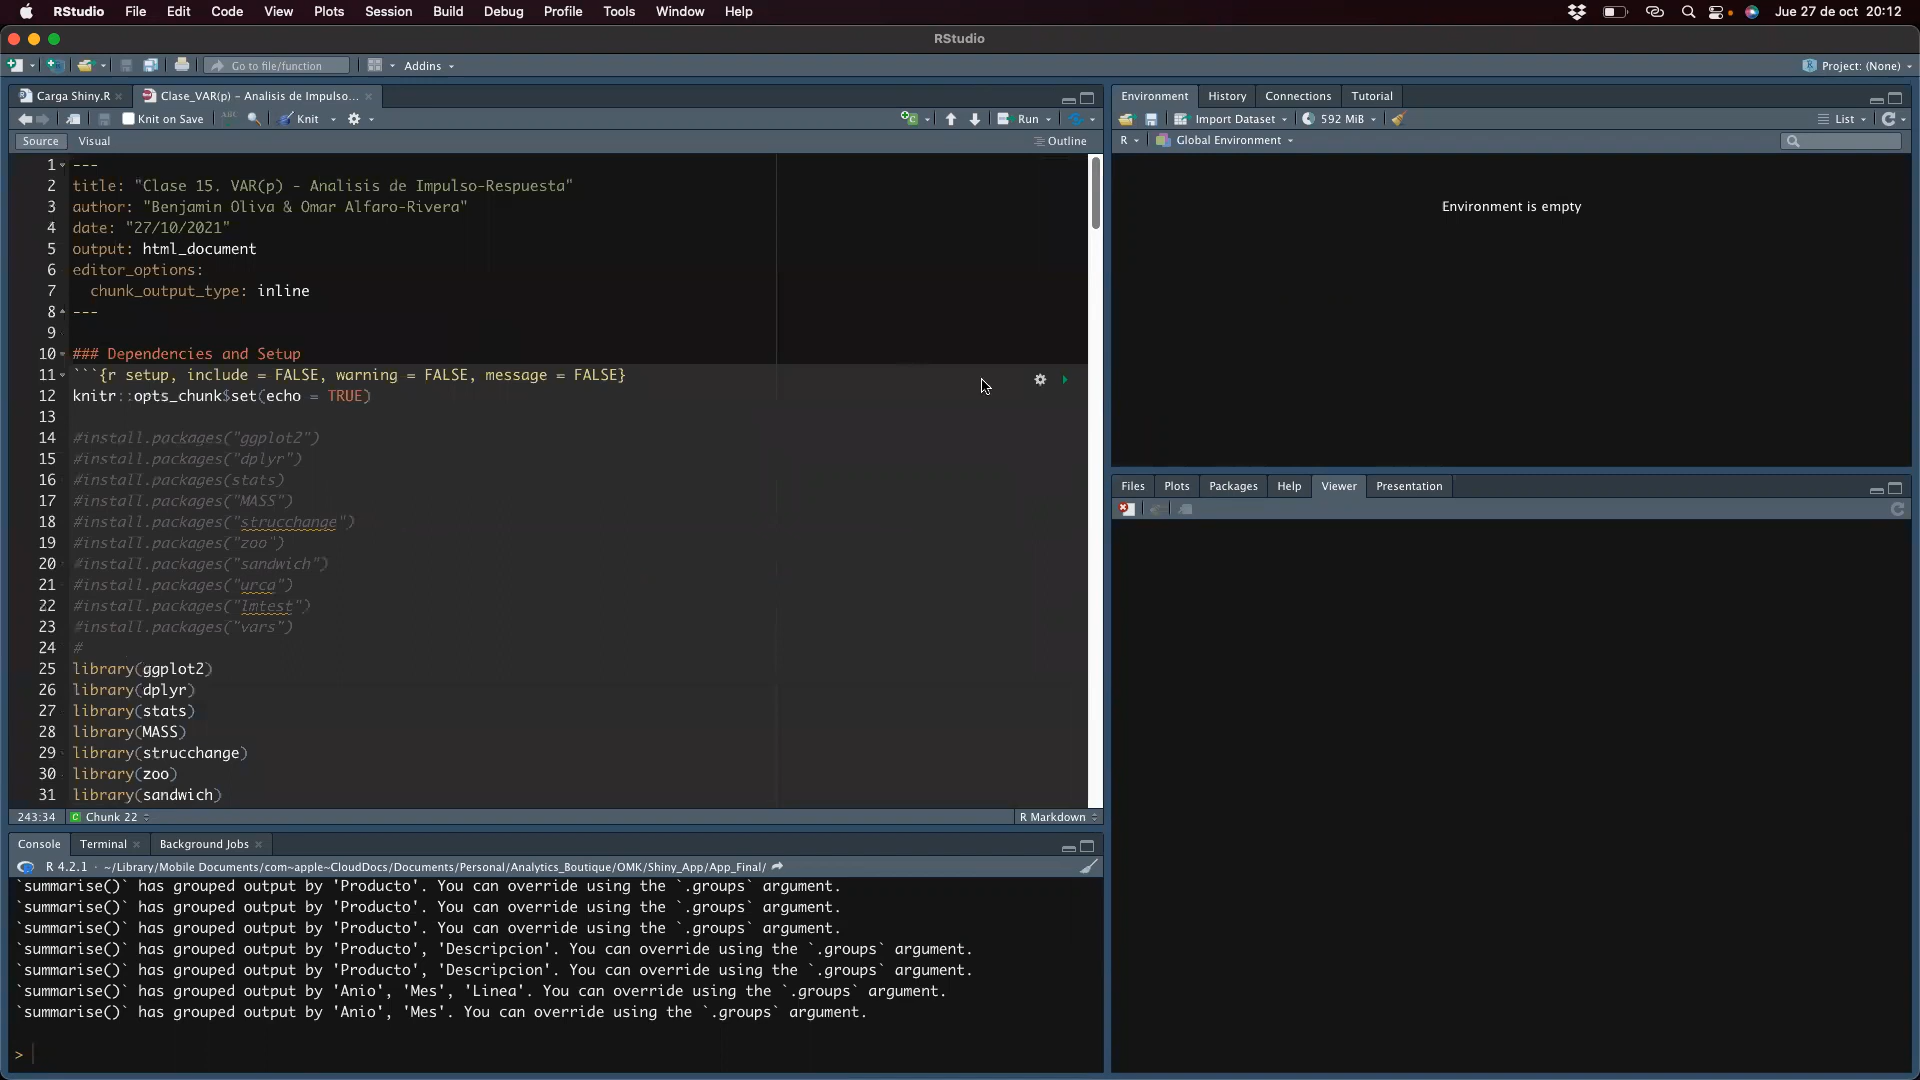 RStudio File Edit Code View Plots Session Build Debug Profile Tools Window Help Jue 27 de oct 20:12
RStudio
Go to file/function Addins Project: (None)
Carga Shiny.R Clase_VAR(p) - Analisis de Impulso...
Knit on Save ABC Knit Run
Source Visual Outline
1 ---
2 title: "Clase 15. VAR(p) - Analisis de Impulso-Respuesta"
3 author: "Benjamin Oliva & Omar Alfaro-Rivera"
4 date: "27/10/2021"
5 output: html_document
6 editor_options:
7 chunk_output_type: inline
8 ---
9
10 ### Dependencies and Setup
11 ```{r setup, include = FALSE, warning = FALSE, message = FALSE}
12 knitr::opts_chunk$set(echo = TRUE)
13
14 #install.packages("ggplot2")
15 #install.packages("dplyr")
16 #install.packages(stats)
17 #install.packages("MASS")
18 #install.packages("strucchange")
19 #install.packages("zoo")
20 #install.packages("sandwich")
21 #install.packages("urca")
22 #install.packages("lmtest")
23 #install.packages("vars")
24 #
25 library(ggplot2)
26 library(dplyr)
27 library(stats)
28 library(MASS)
29 library(strucchange)
30 library(zoo)
31 library(sandwich)
243:34 C Chunk 22 R Markdown
Console Terminal Background Jobs
R 4.2.1 · ~/Library/Mobile Documents/com~apple~CloudDocs/Documents/Personal/Analytics_Boutique/OMK/Shiny_App/App_Final/
`summarise()` has grouped output by 'Producto'. You can override using the `.groups` argument.
`summarise()` has grouped output by 'Producto'. You can override using the `.groups` argument.
`summarise()` has grouped output by 'Producto'. You can override using the `.groups` argument.
`summarise()` has grouped output by 'Producto', 'Descripcion'. You can override using the `.groups` argument.
`summarise()` has grouped output by 'Producto', 'Descripcion'. You can override using the `.groups` argument.
`summarise()` has grouped output by 'Anio', 'Mes', 'Linea'. You can override using the `.groups` argument.
`summarise()` has grouped output by 'Anio', 'Mes'. You can override using the `.groups` argument.
>
Environment History Connections Tutorial
Import Dataset 592 MiB List
R Global Environment
Environment is empty
Files Plots Packages Help Viewer Presentation